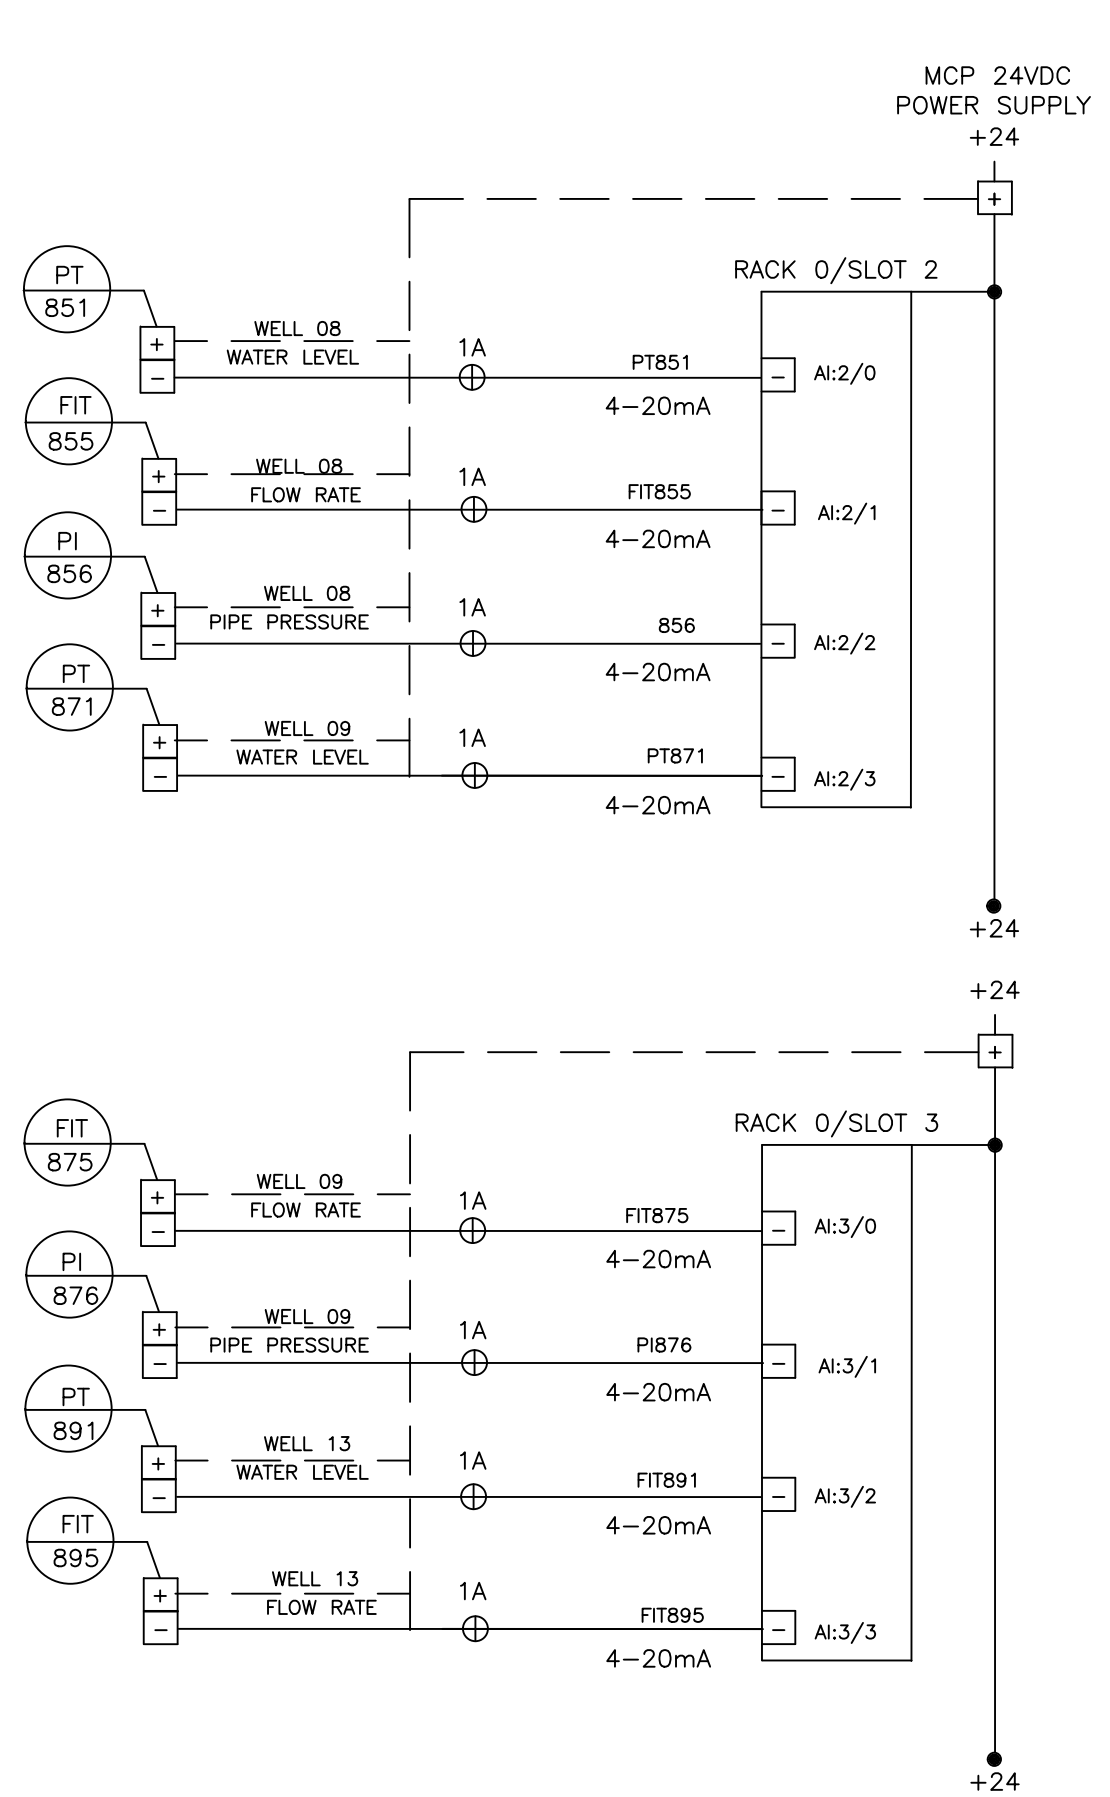 MCP 24VDC
POWER SUPPLY
+24
+
RACK 0/SLOT 2
PT
851
+
WELL 08
WATER LEVEL
1A
PT851
4-20mA
-
-
AI:2/0
FIT
855
+
WELL 08
FLOW RATE
1A
FIT855
4-20mA
-
-
AI:2/1
PI
856
+
WELL 08
PIPE PRESSURE
1A
856
4-20mA
-
-
AI:2/2
PT
871
+
WELL 09
WATER LEVEL
1A
PT871
4-20mA
-
-
AI:2/3
+24
+24
+
RACK 0/SLOT 3
FIT
875
+
WELL 09
FLOW RATE
1A
FIT875
4-20mA
-
-
AI:3/0
PI
876
+
WELL 09
PIPE PRESSURE
1A
PI876
4-20mA
-
-
AI:3/1
PT
891
+
WELL 13
WATER LEVEL
1A
FIT891
4-20mA
-
-
AI:3/2
FIT
895
+
WELL 13
FLOW RATE
1A
FIT895
4-20mA
-
-
AI:3/3
+24